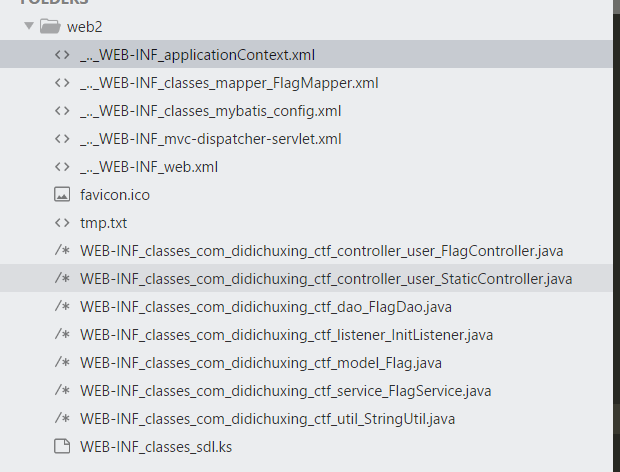 FOLDERS
web2
_.._WEB-INF_applicationContext.xml
_.._WEB-INF_classes_mapper_FlagMapper.xml
_.._WEB-INF_classes_mybatis_config.xml
_.._WEB-INF_mvc-dispatcher-servlet.xml
_.._WEB-INF_web.xml
favicon.ico
tmp.txt
WEB-INF_classes_com_didichuxing_ctf_controller_user_FlagController.java
WEB-INF_classes_com_didichuxing_ctf_controller_user_StaticController.java
WEB-INF_classes_com_didichuxing_ctf_dao_FlagDao.java
WEB-INF_classes_com_didichuxing_ctf_listener_InitListener.java
WEB-INF_classes_com_didichuxing_ctf_model_Flag.java
WEB-INF_classes_com_didichuxing_ctf_service_FlagService.java
WEB-INF_classes_com_didichuxing_ctf_util_StringUtil.java
WEB-INF_classes_sdl.ks